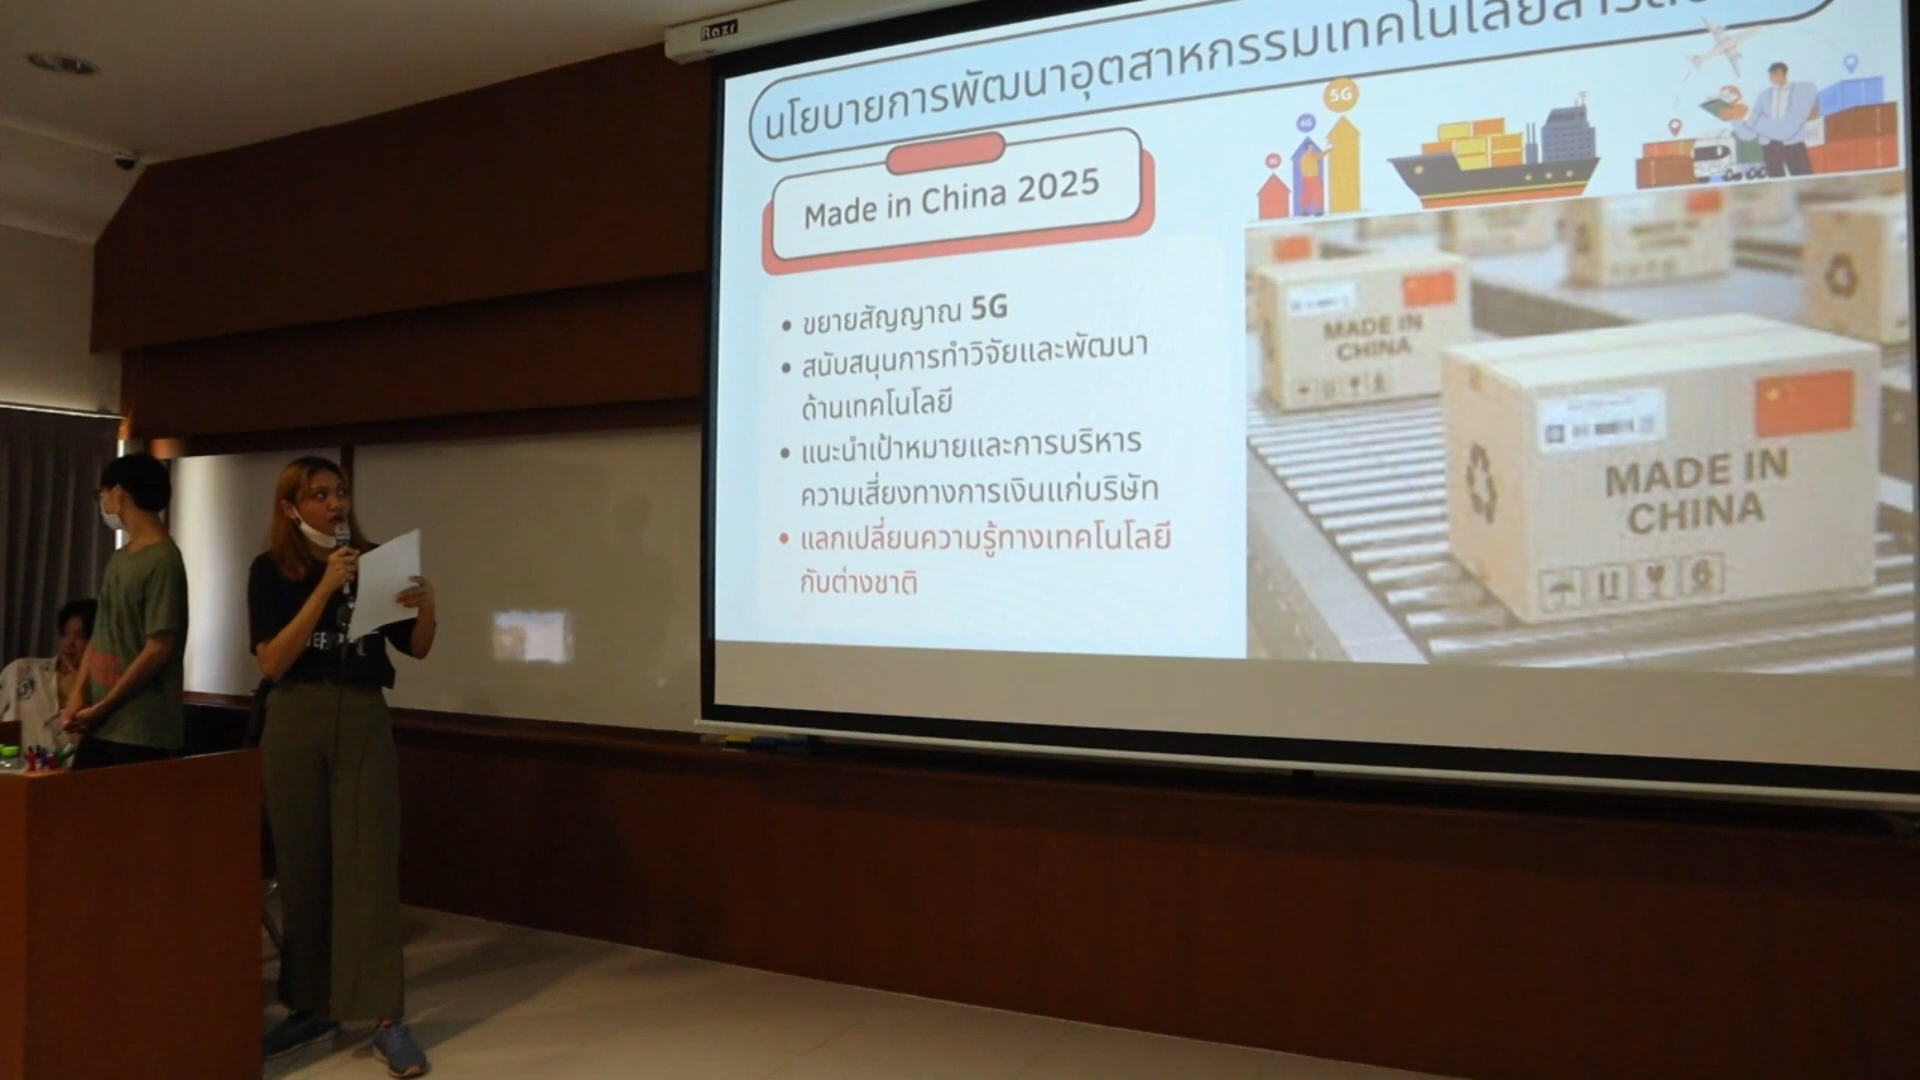 Razr
นโยบายการพัฒนาอุตสาหกรรมเทคโนโลยีสารส
5G
4G
Made in China 2025
• ขยายสัญญาณ 5G
• สนับสนุนการทำวิจัยและพัฒนา
ด้านเทคโนโลยี
• แนะนำเป้าหมายและการบริหาร
ความเสี่ยงทางการเงินแก่บริษัท
• แลกเปลี่ยนความรู้ทางเทคโนโลยี
กับต่างชาติ
MADE IN
CHINA
MADE IN
CHINA